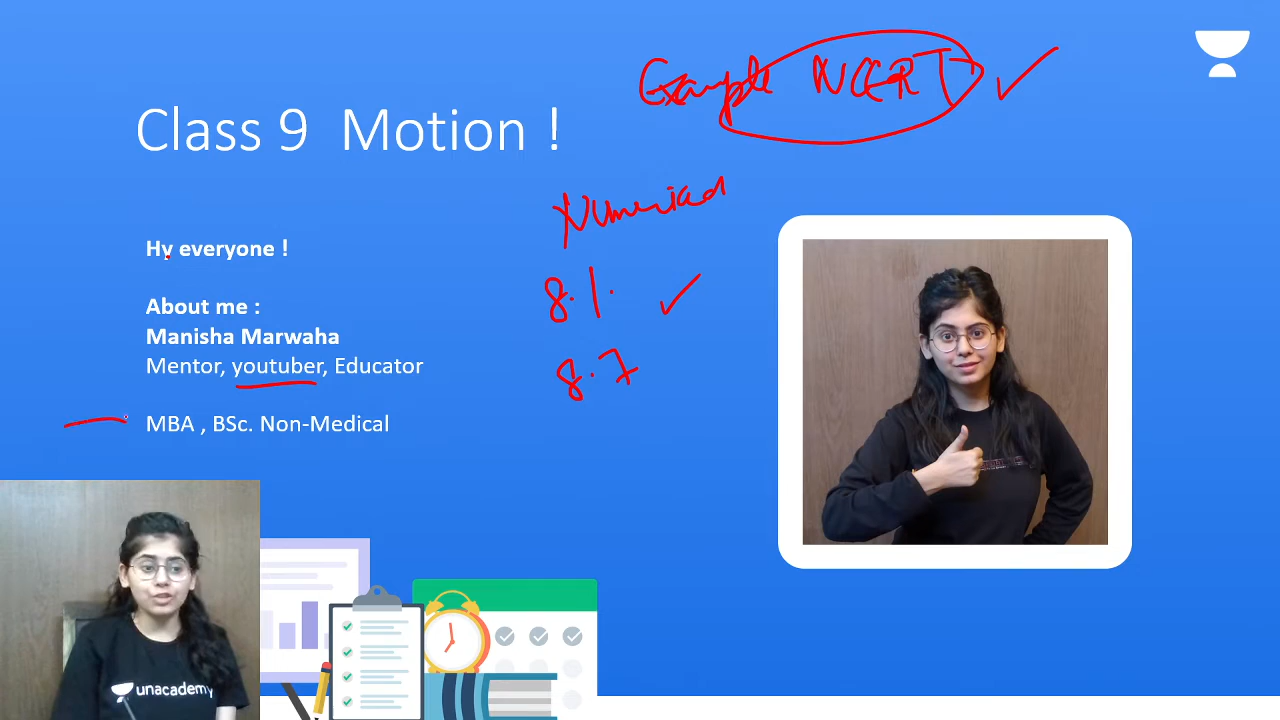 Example NCERT
Class 9 Motion !
Numerical
Hy everyone !
8.1.
About me :
Manisha Marwaha
Mentor, youtuber, Educator
8.7
MBA , BSc. Non-Medical
unacademy